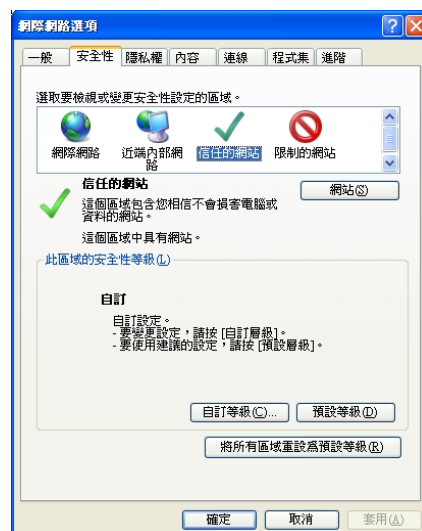 網際網路選項
一般 安全性 隱私權 內容 連線 程式集 進階
選取要檢視或變更安全性設定的區域。
網際網路 近端內部網路 信任的網站 限制的網站
信任的網站
網站(S)
這個區域包含您相信不會損害電腦或
資料的網站。
這個區域中具有網站。
此區域的安全性等級(L)
自訂
自訂設定。
- 要變更設定，請按 [自訂層級]。
- 要使用建議的設定，請按 [預設層級]。
自訂等級(C)... 預設等級(D)
將所有區域重設為預設等級(R)
確定 取消 套用(A)